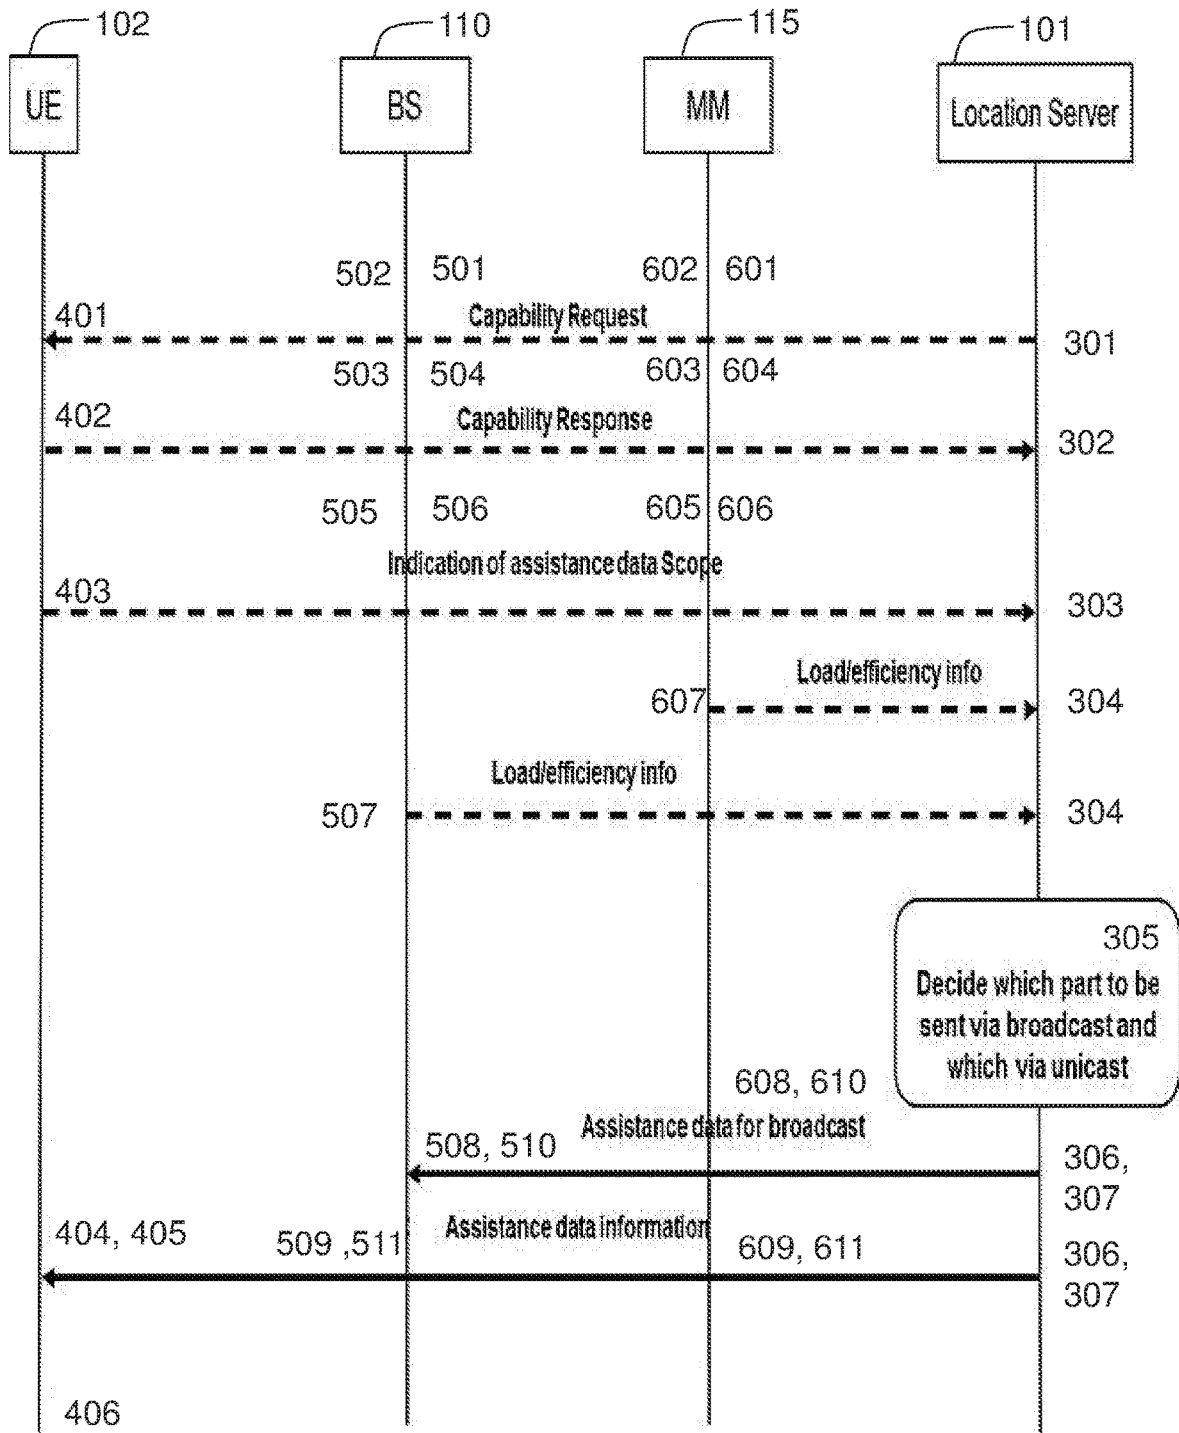 102
110
115
101
UE
BS
MM
Location Server
502
501
602
601
401
Capability Request
301
503
504
603
604
402
Capability Response
302
505
506
605
606
Indication of assistance data Scope
403
303
Load/efficiency info
607
304
Load/efficiency info
507
304
305
Decide which part to be
sent via broadcast and
which via unicast
608, 610
Assistance data for broadcast
508, 510
306,
307
Assistance data information
404, 405
509 ,511
609, 611
306,
307
406